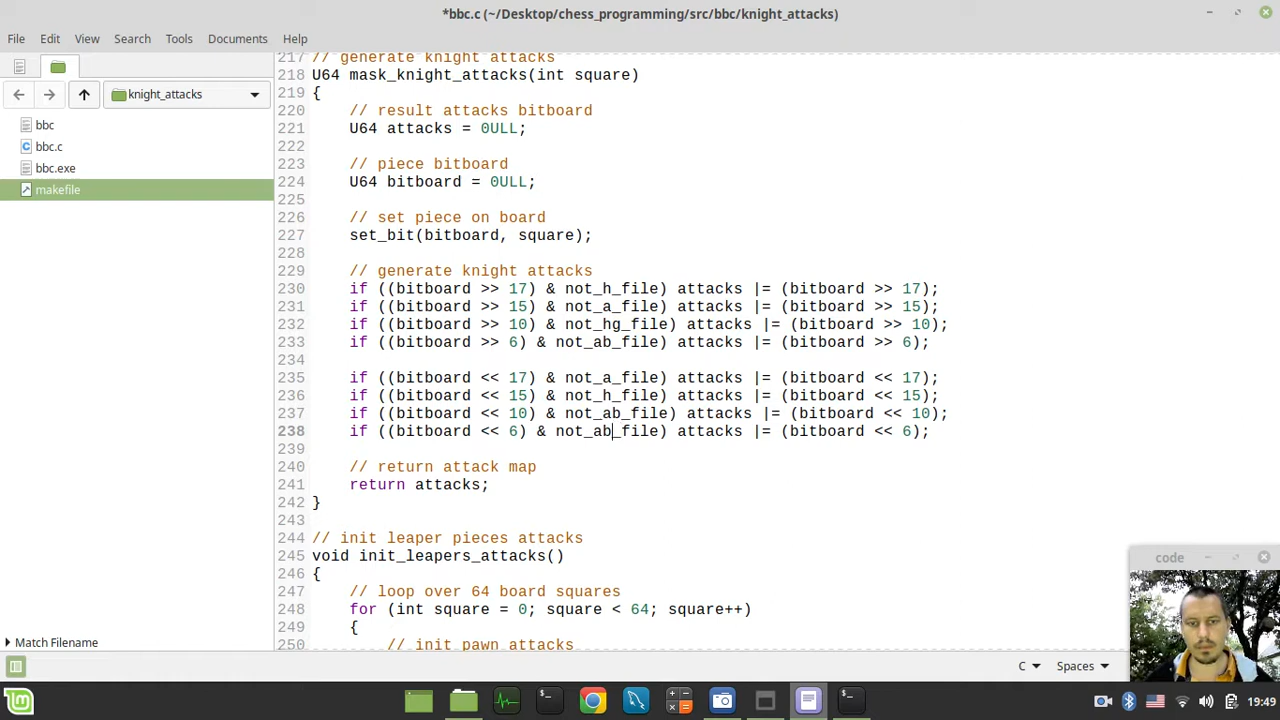 *bbc.c (~/Desktop/chess_programming/src/bbc/knight_attacks)
File Edit View Search Tools Documents Help
knight_attacks
bbc
bbc.c
bbc.exe
makefile
Match Filename
217 // generate knight attacks
218 U64 mask_knight_attacks(int square)
219 {
220     // result attacks bitboard
221     U64 attacks = 0ULL;
222
223     // piece bitboard
224     U64 bitboard = 0ULL;
225
226     // set piece on board
227     set_bit(bitboard, square);
228
229     // generate knight attacks
230     if ((bitboard >> 17) & not_h_file) attacks |= (bitboard >> 17);
231     if ((bitboard >> 15) & not_a_file) attacks |= (bitboard >> 15);
232     if ((bitboard >> 10) & not_hg_file) attacks |= (bitboard >> 10);
233     if ((bitboard >> 6) & not_ab_file) attacks |= (bitboard >> 6);
234
235     if ((bitboard << 17) & not_a_file) attacks |= (bitboard << 17);
236     if ((bitboard << 15) & not_h_file) attacks |= (bitboard << 15);
237     if ((bitboard << 10) & not_ab_file) attacks |= (bitboard << 10);
238     if ((bitboard << 6) & not_ab_file) attacks |= (bitboard << 6);
239
240     // return attack map
241     return attacks;
242 }
243
244 // init leaper pieces attacks
245 void init_leapers_attacks()
246 {
247     // loop over 64 board squares
248     for (int square = 0; square < 64; square++)
249     {
250         // init pawn attacks
code
C Spaces
19:49